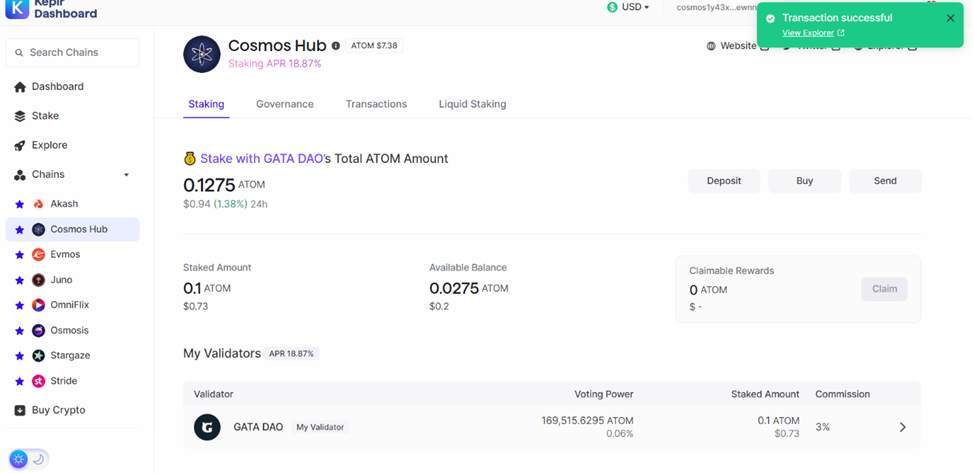 Keplr
Dashboard
USD
cosmos1y43x...ewnn
Transaction successful
View Explorer
Search Chains
Cosmos Hub
ATOM $7.38
Staking APR 18.87%
Website
Dashboard
Stake
Explore
Chains
Akash
Cosmos Hub
Evmos
Juno
OmniFlix
Osmosis
Stargaze
Stride
Buy Crypto
Staking
Governance
Transactions
Liquid Staking
Stake with GATA DAO's Total ATOM Amount
0.1275 ATOM
$0.94 (1.38%) 24h
Deposit
Buy
Send
Staked Amount
0.1 ATOM
$0.73
Available Balance
0.0275 ATOM
$0.2
Claimable Rewards
0 ATOM
$ -
Claim
My Validators APR 18.87%
Validator Voting Power Staked Amount Commission
GATA DAO My Validator 169,515.6295 ATOM 0.1 ATOM 3%
0.06% $0.73